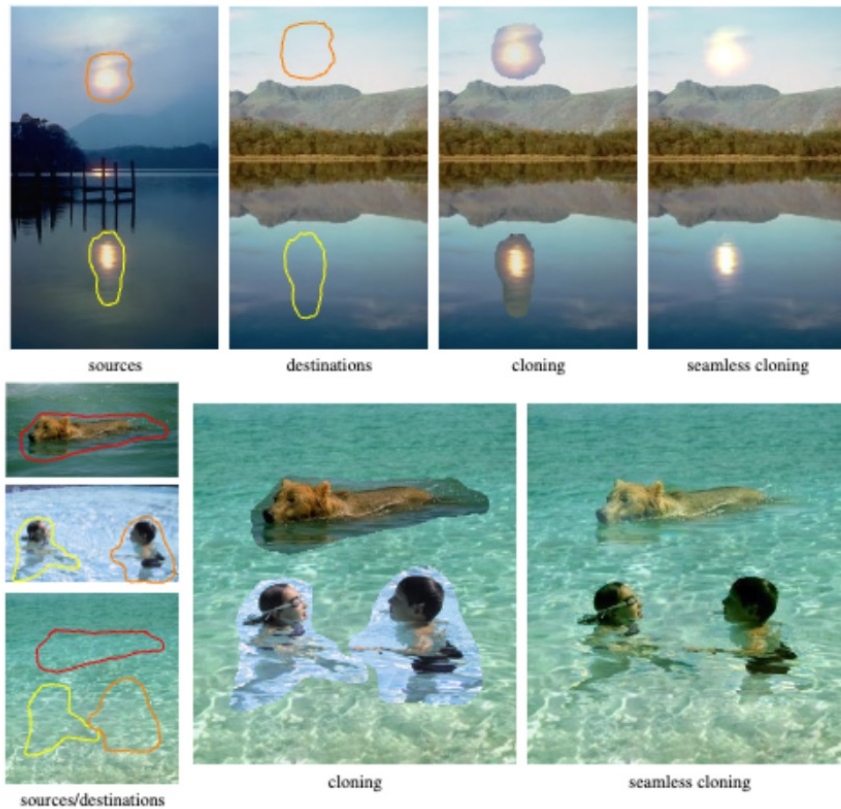 sources
destinations
cloning
seamless cloning
sources/destinations
cloning
seamless cloning